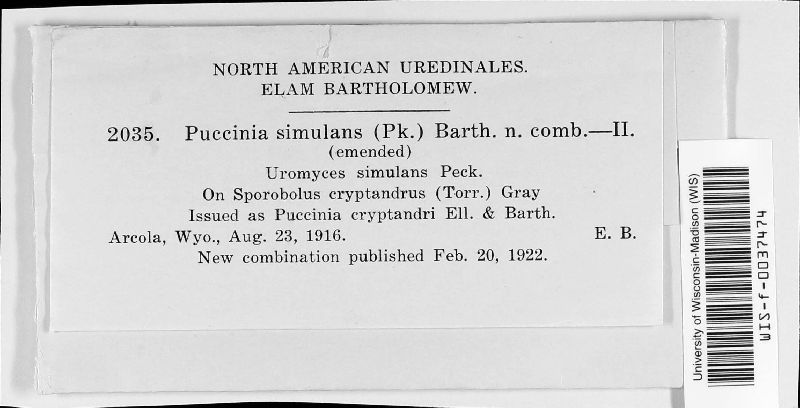 NORTH AMERICAN UREDINALES.
ELAM BARTHOLOMEW.
2035. Puccinia simulans (Pk.) Barth. n. comb.—II.
(emended)
Uromyces simulans Peck.
On Sporobolus cryptandrus (Torr.) Gray
Issued as Puccinia cryptandri Ell. & Barth.
Arcola, Wyo., Aug. 23, 1916. E. B.
New combination published Feb. 20, 1922.
University of Wisconsin-Madison (WIS)
WIS-f-0037474